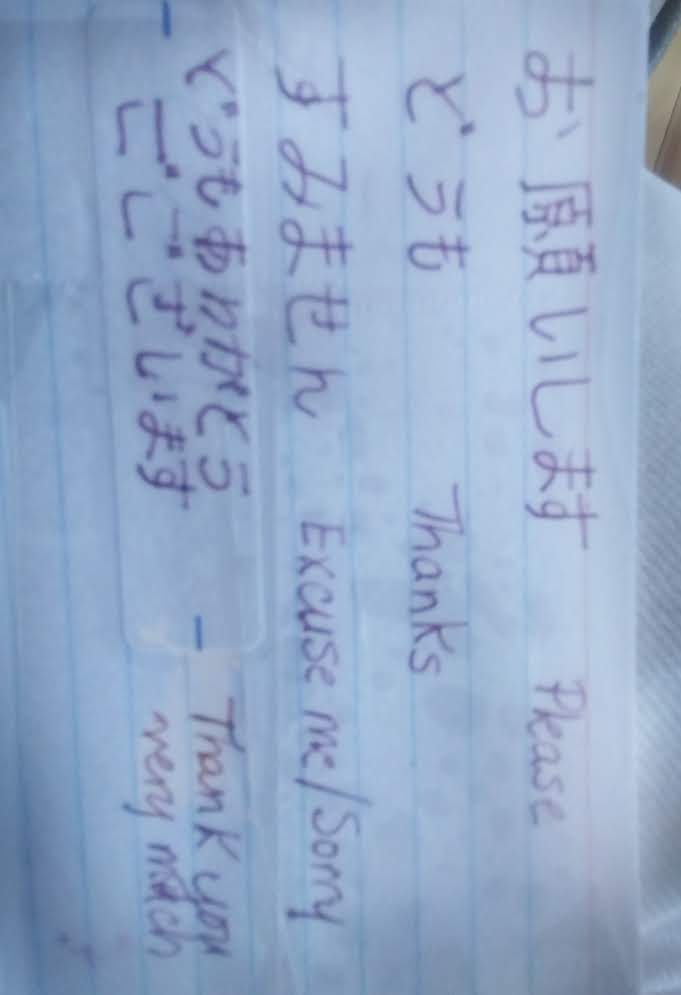 お願いします Please
どうも Thanks
すみません Excuse me/Sorry
どうもありがとう - Thank you
ございます very much